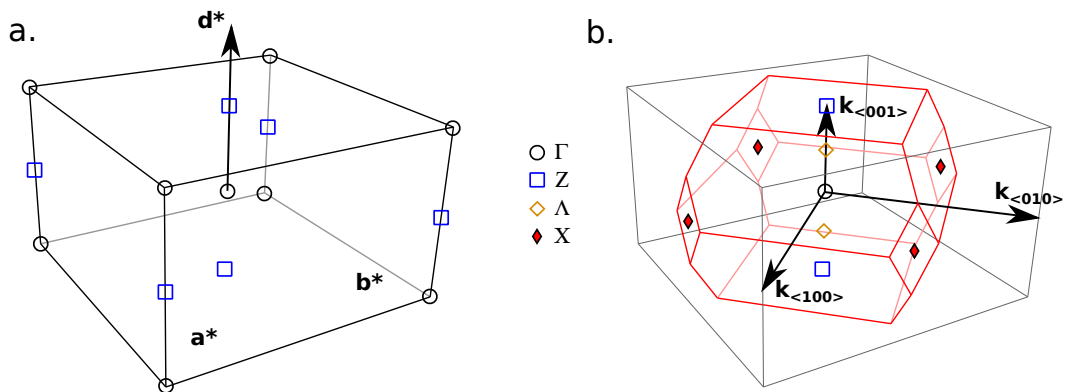 a.
d*
b*
a*
Γ
Z
Λ
X
b.
k<001>
k<010>
k<100>